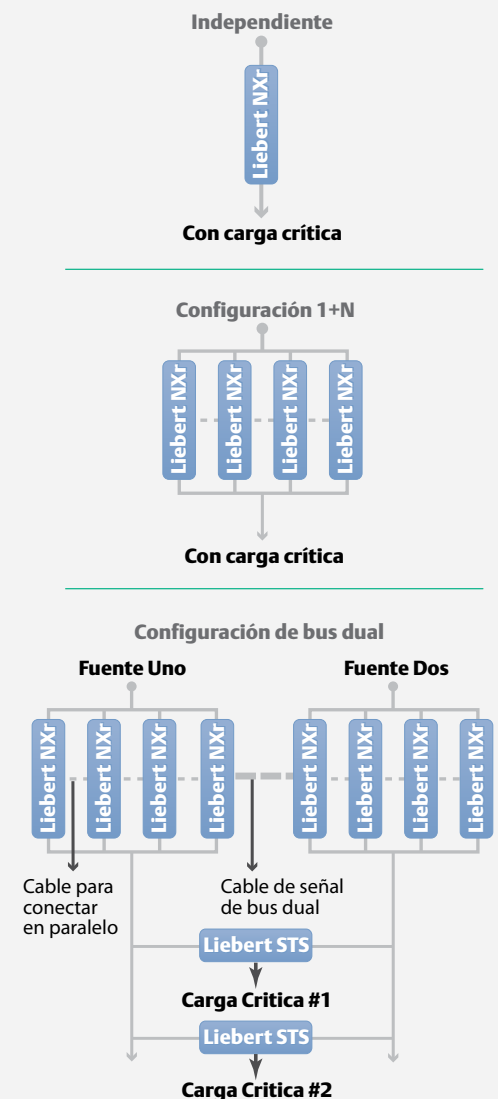 Independiente
Liebert NXr
Con carga crítica
Configuración 1+N
Liebert NXr
Liebert NXr
Liebert NXr
Liebert NXr
Con carga crítica
Configuración de bus dual
Fuente Uno
Fuente Dos
Liebert NXr
Liebert NXr
Liebert NXr
Liebert NXr
Liebert NXr
Liebert NXr
Liebert NXr
Liebert NXr
Cable para
conectar
en paralelo
Cable de señal
de bus dual
Liebert STS
Carga Critica #1
Liebert STS
Carga Critica #2